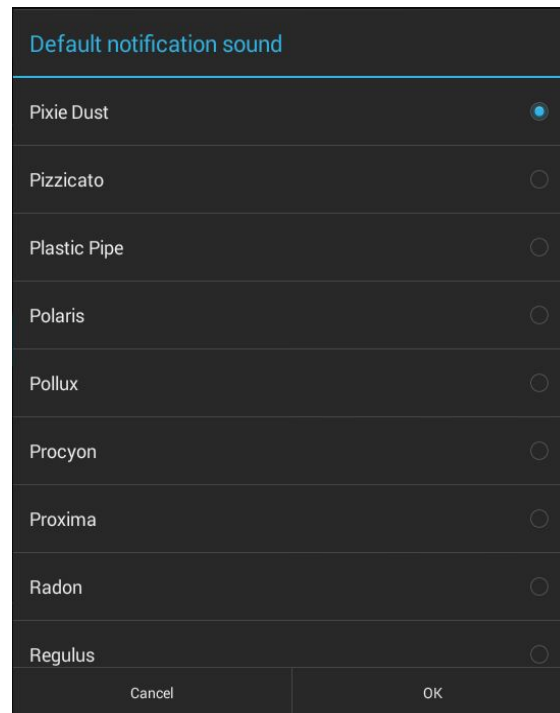 Default notification sound
Pixie Dust
Pizzicato
Plastic Pipe
Polaris
Pollux
Procyon
Proxima
Radon
Regulus
Cancel OK